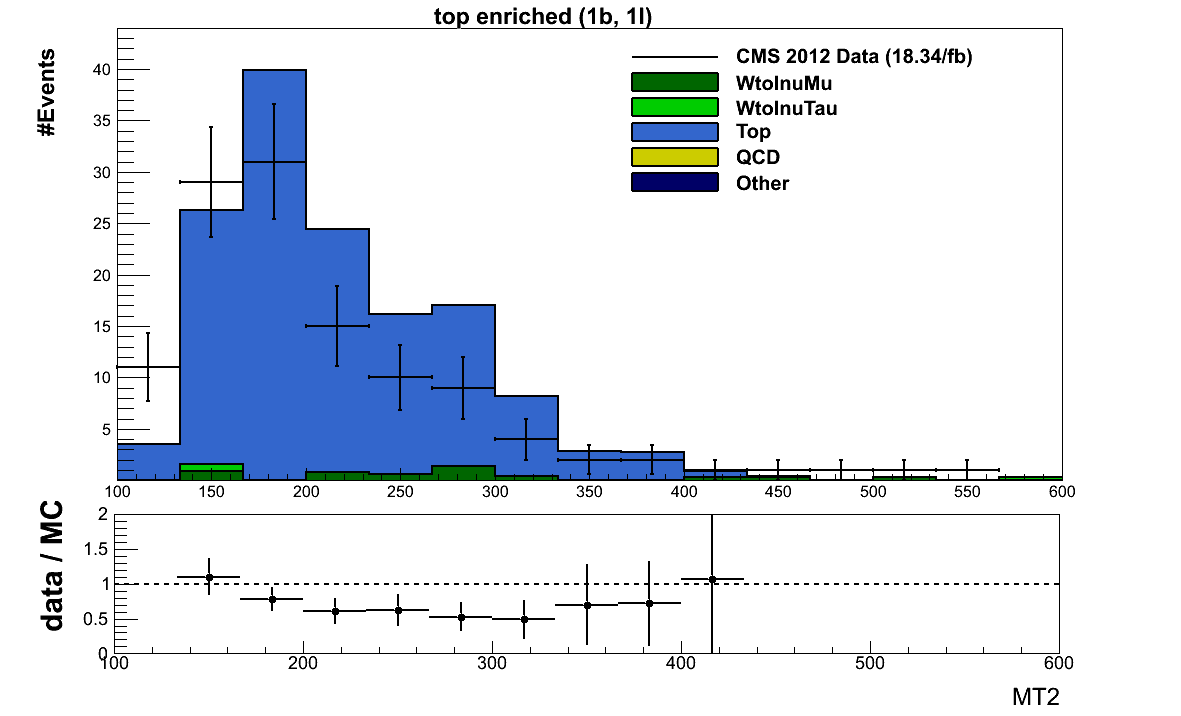 top enriched (1b, 1l)
#Events
CMS 2012 Data (18.34/fb)
WtolnuMu
WtolnuTau
Top
QCD
Other
40
35
30
25
20
15
10
5
100 150 200 250 300 350 400 450 500 550 600
data / MC
2
1.5
1
0.5
0
100 200 300 400 500 600
MT2